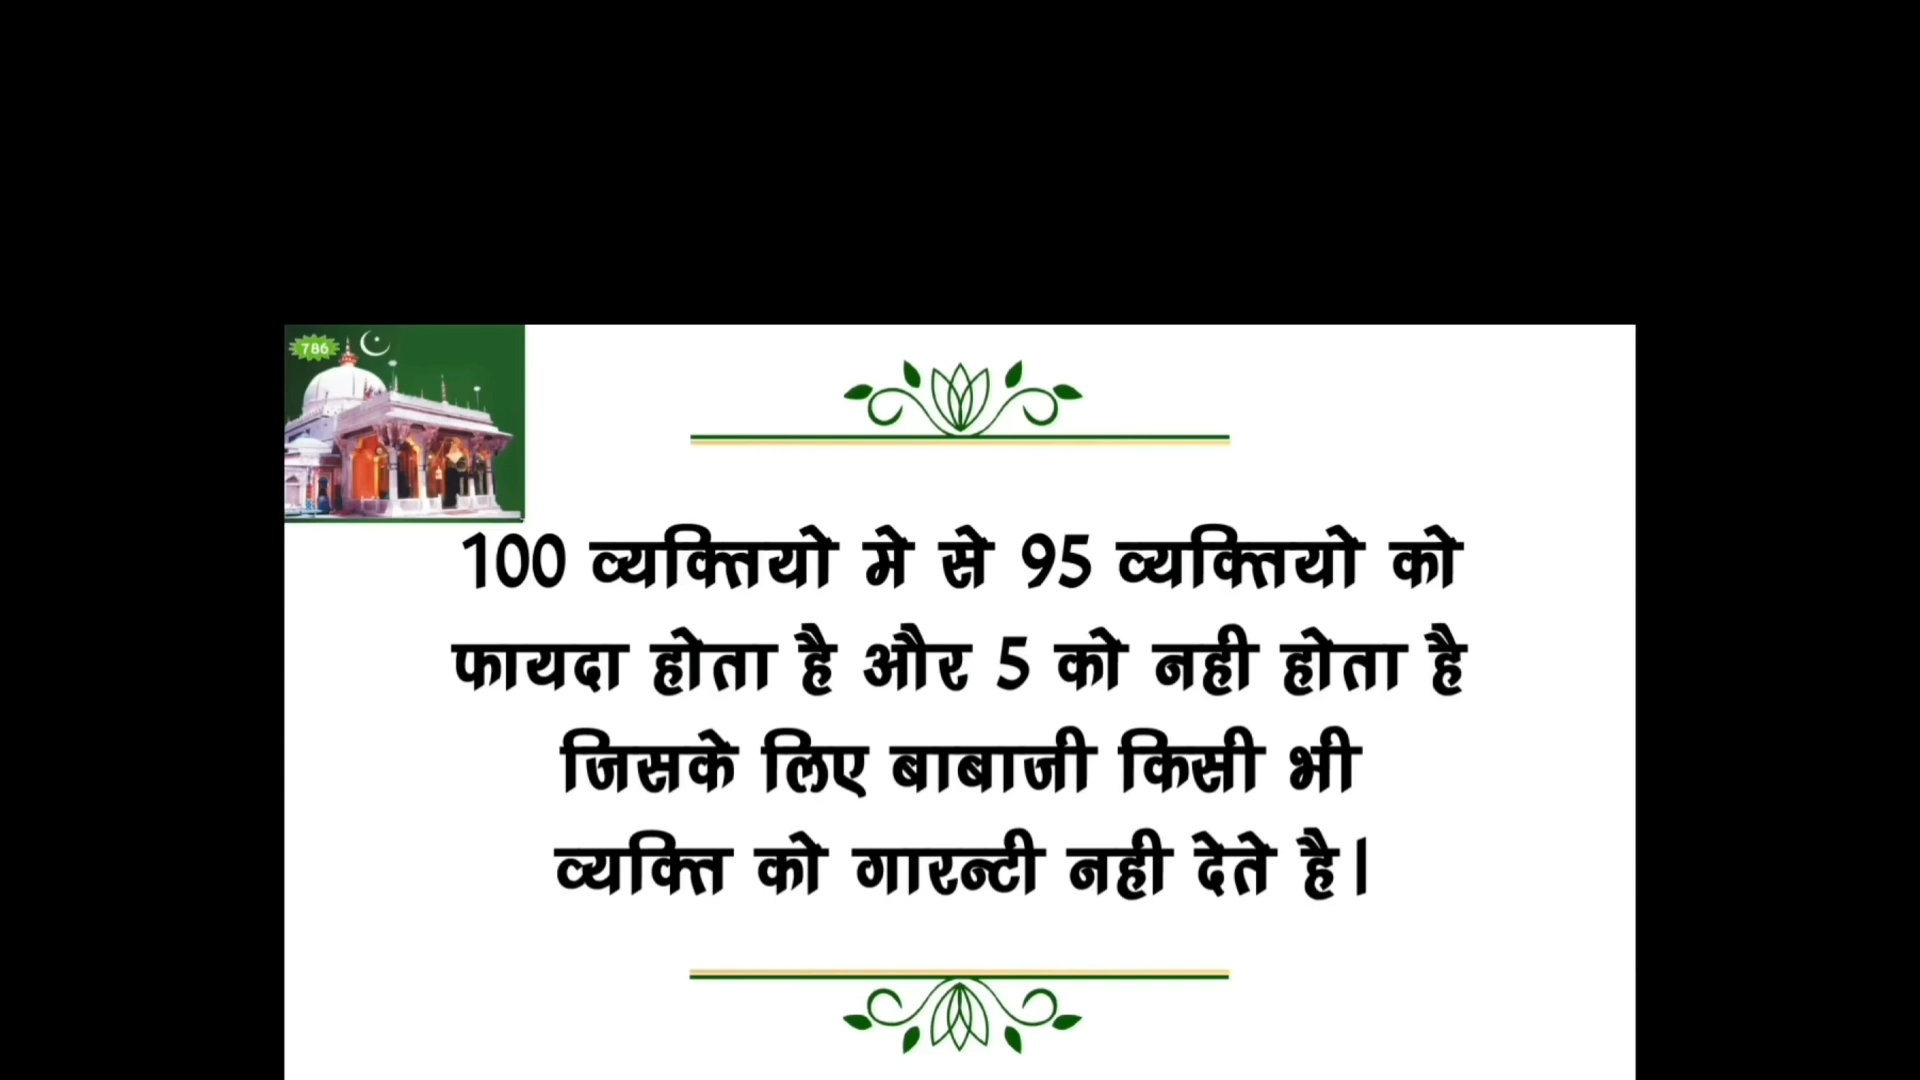 786
100 व्यक्तियो मे से 95 व्यक्तियो को
फायदा होता है और 5 को नही होता है
जिसके लिए बाबाजी किसी भी
व्यक्ति को गारन्टी नही देते है।